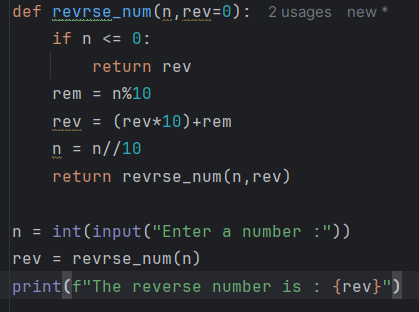 def revrse_num(n,rev=0): 2 usages new *
    if n <= 0:
        return rev
    rem = n%10
    rev = (rev*10)+rem
    n = n//10
    return revrse_num(n,rev)
n = int(input("Enter a number :"))
rev = revrse_num(n)
print(f"The reverse number is : {rev}")